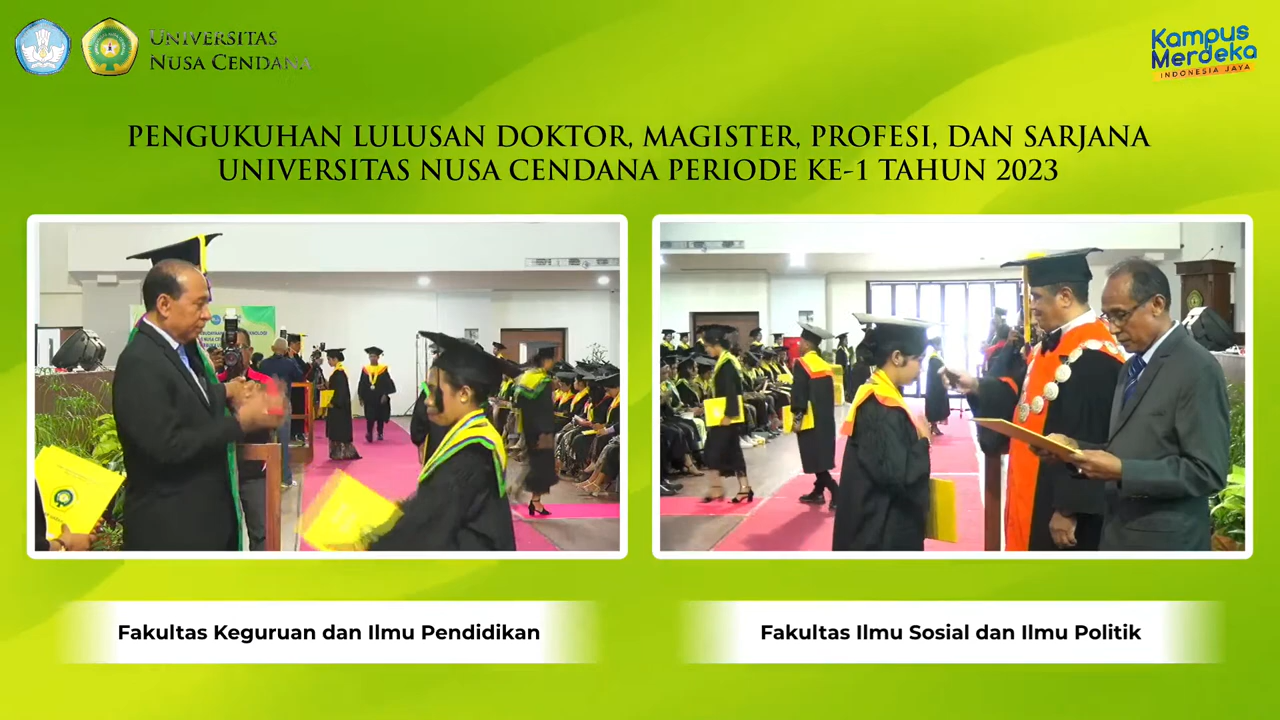 UNIVERSITAS
NUSA CENDANA
Kampus
Merdeka
INDONESIA JAYA
PENGUKUHAN LULUSAN DOKTOR, MAGISTER, PROFESI, DAN SARJANA
UNIVERSITAS NUSA CENDANA PERIODE KE-1 TAHUN 2023
Fakultas Keguruan dan Ilmu Pendidikan
Fakultas Ilmu Sosial dan Ilmu Politik